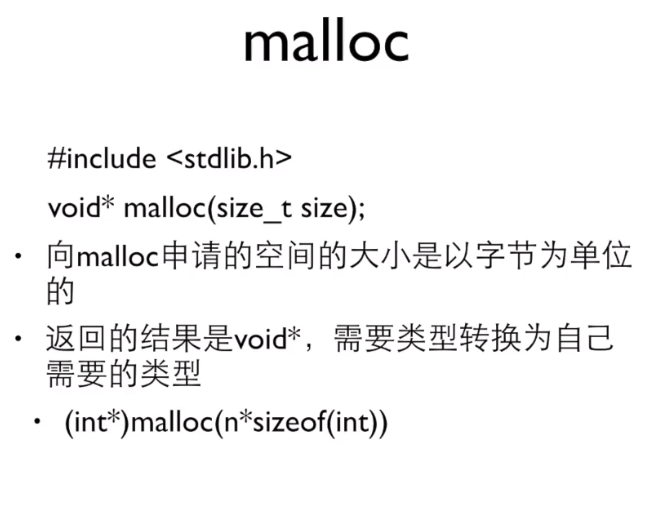 malloc
#include <stdlib.h>
void* malloc(size_t size);
• 向malloc申请的空间的大小是以字节为单位
的
• 返回的结果是void*，需要类型转换为自己
需要的类型
• (int*)malloc(n*sizeof(int))